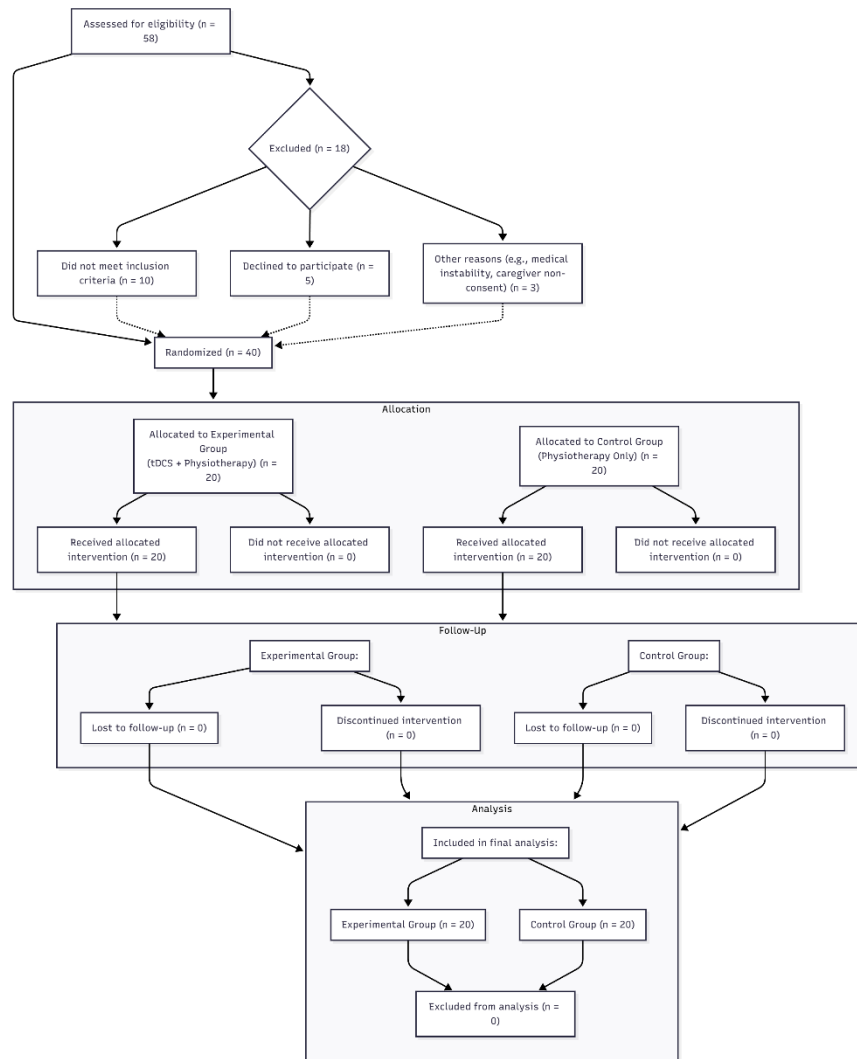 Assessed for eligibility (n =
58)
Excluded (n = 18)
Did not meet inclusion
criteria (n = 10)
Declined to participate (n =
5)
Other reasons (e.g., medical
instability, caregiver non-
consent) (n = 3)
Randomized (n = 40)
Allocation
Allocated to Experimental
Group
(tDCS + Physiotherapy) (n =
20)
Allocated to Control Group
(Physiotherapy Only) (n =
20)
Received allocated
intervention (n = 20)
Did not receive allocated
intervention (n = 0)
Received allocated
intervention (n = 20)
Did not receive allocated
intervention (n = 0)
Follow-Up
Experimental Group:
Control Group:
Lost to follow-up (n = 0)
Discontinued intervention
(n = 0)
Lost to follow-up (n = 0)
Discontinued intervention
(n = 0)
Analysis
Included in final analysis:
Experimental Group (n = 20)
Control Group (n = 20)
Excluded from analysis (n =
0)